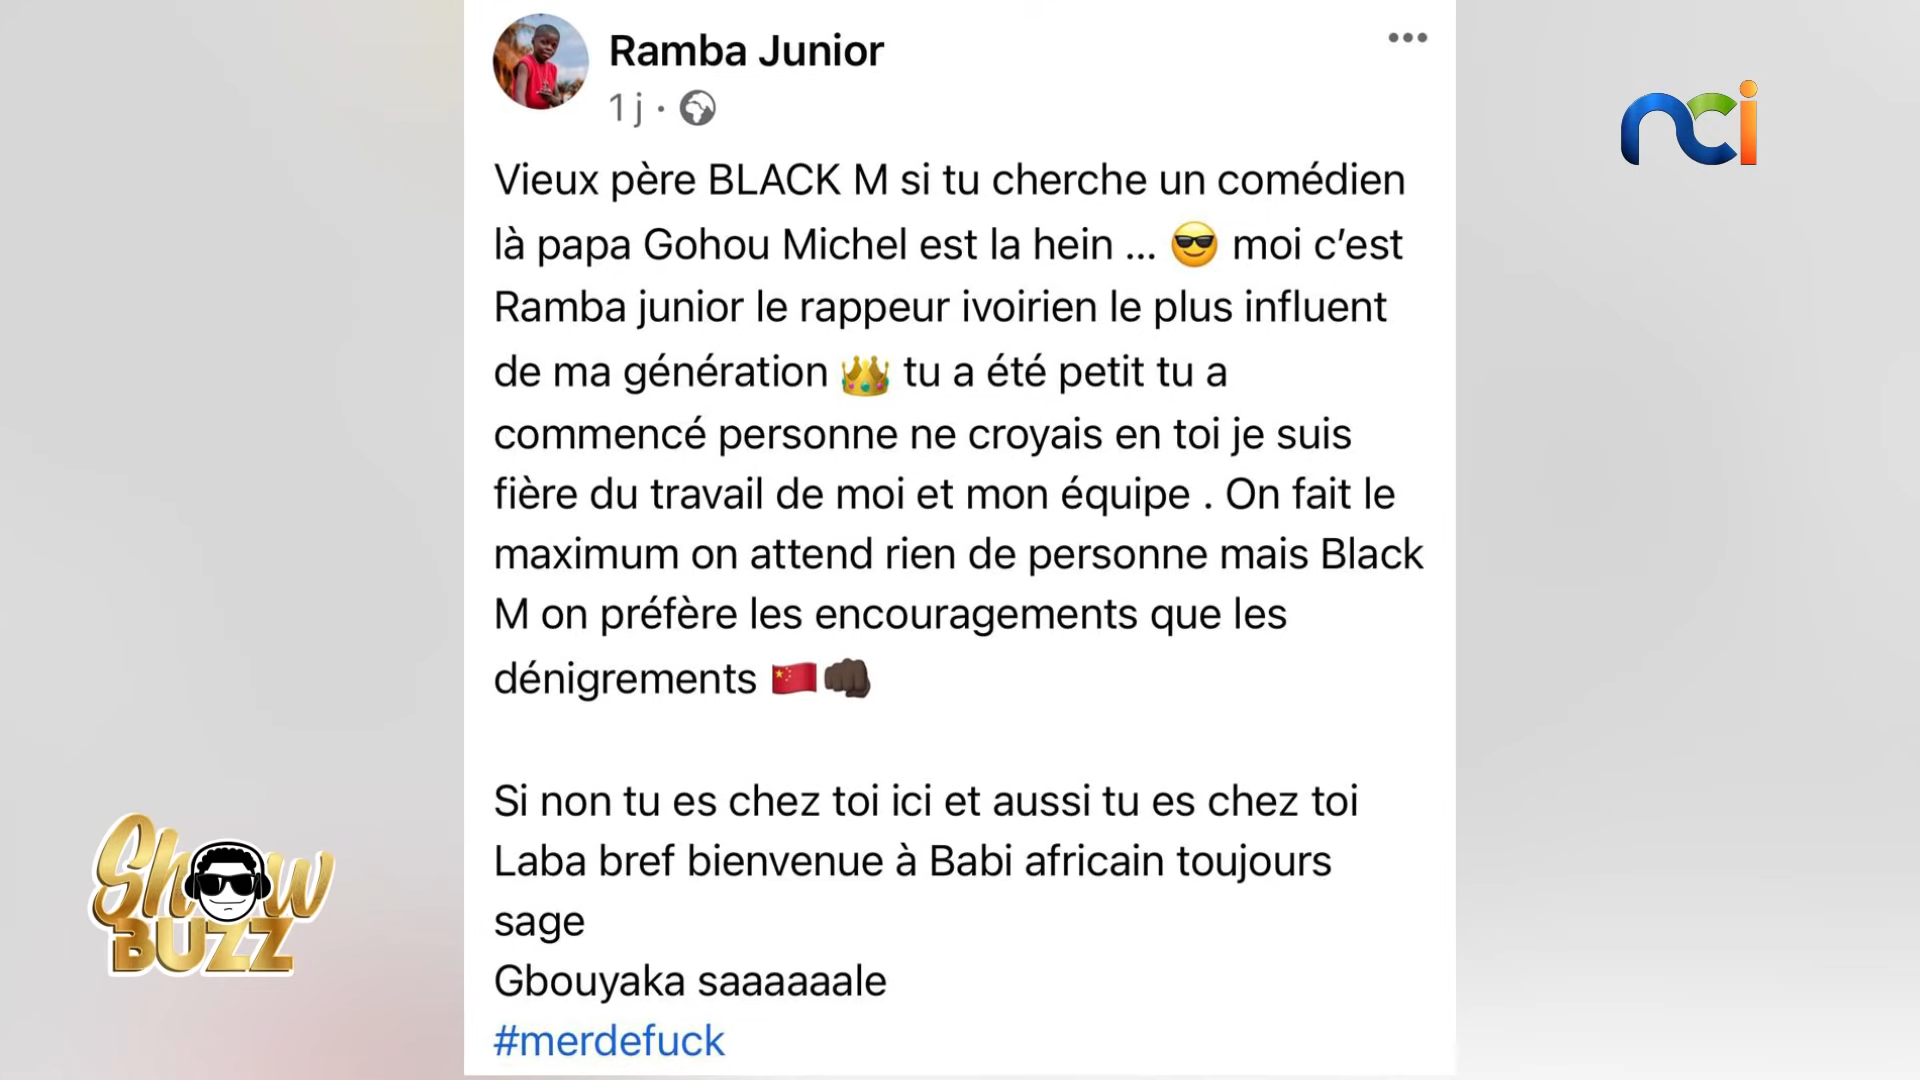 Ramba Junior
1 j ·
nci
Vieux père BLACK M si tu cherche un comédien
là papa Gohou Michel est la hein ... 😎 moi c’est
Ramba junior le rappeur ivoirien le plus influent
de ma génération 👑 tu a été petit tu a
commencé personne ne croyais en toi je suis
fière du travail de moi et mon équipe . On fait le
maximum on attend rien de personne mais Black
M on préfère les encouragements que les
dénigrements 🇨🇳👊🏿
Si non tu es chez toi ici et aussi tu es chez toi
Laba bref bienvenue à Babi africain toujours
sage
Gbouyaka saaaaaale
#merdefuck
Show
BUZZ